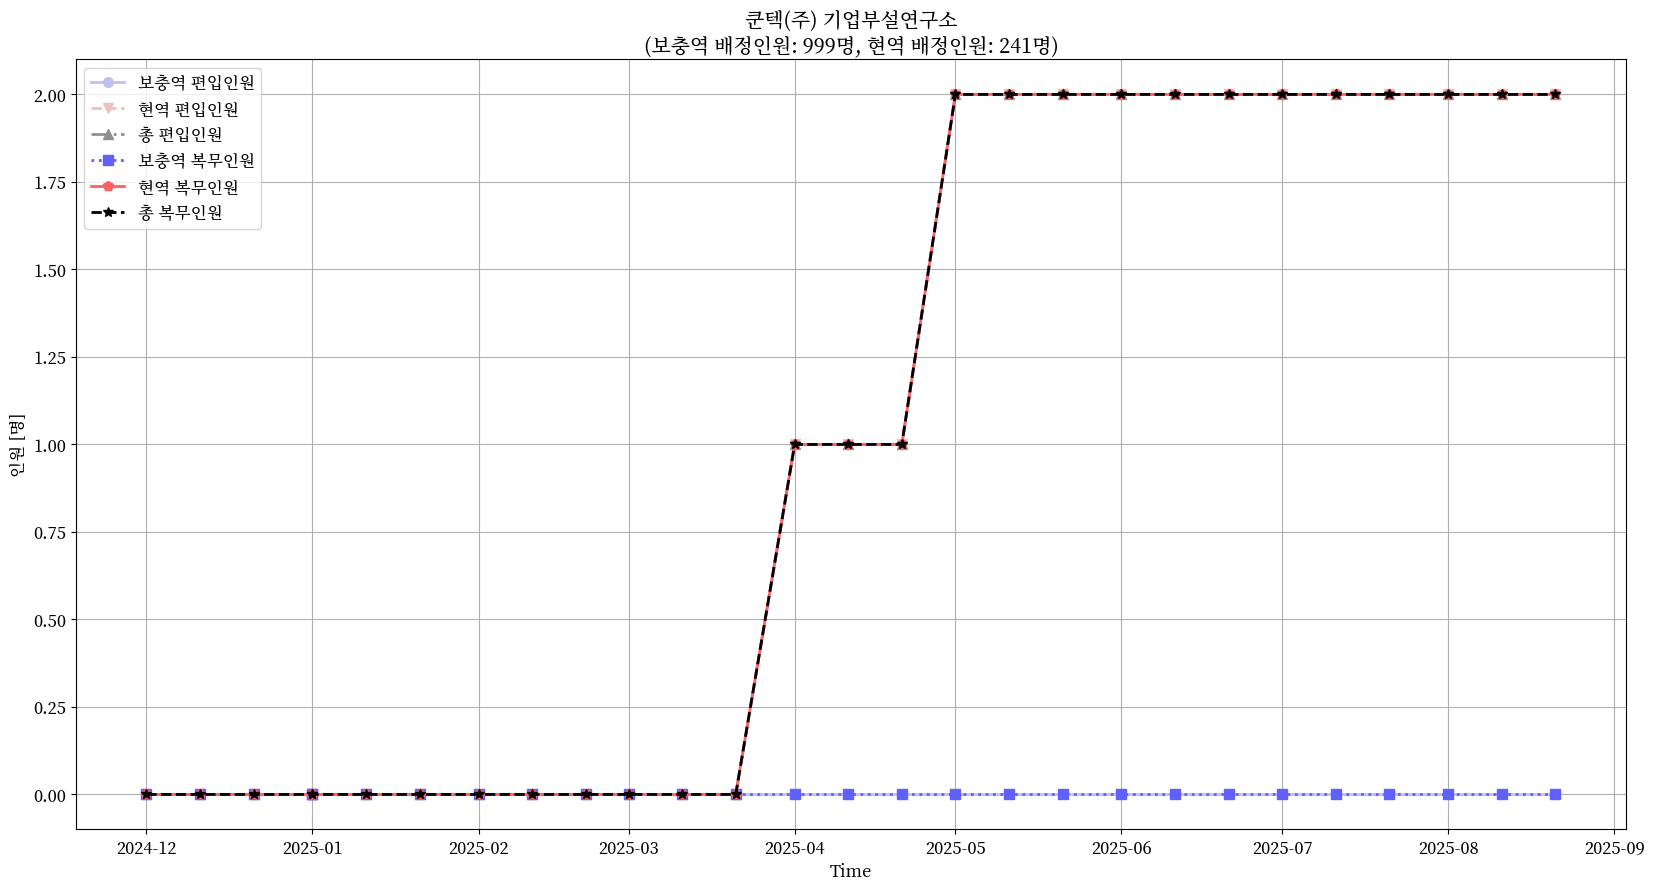 쿤텍(주) 기업부설연구소
(보충역 배정인원: 999명, 현역 배정인원: 241명)
보충역 편입인원
현역 편입인원
총 편입인원
보충역 복무인원
현역 복무인원
총 복무인원
2.00
1.75
1.50
1.25
1.00
0.75
0.50
0.25
0.00
인원 [명]
2024-12
2025-01
2025-02
2025-03
2025-04
2025-05
2025-06
2025-07
2025-08
2025-09
Time